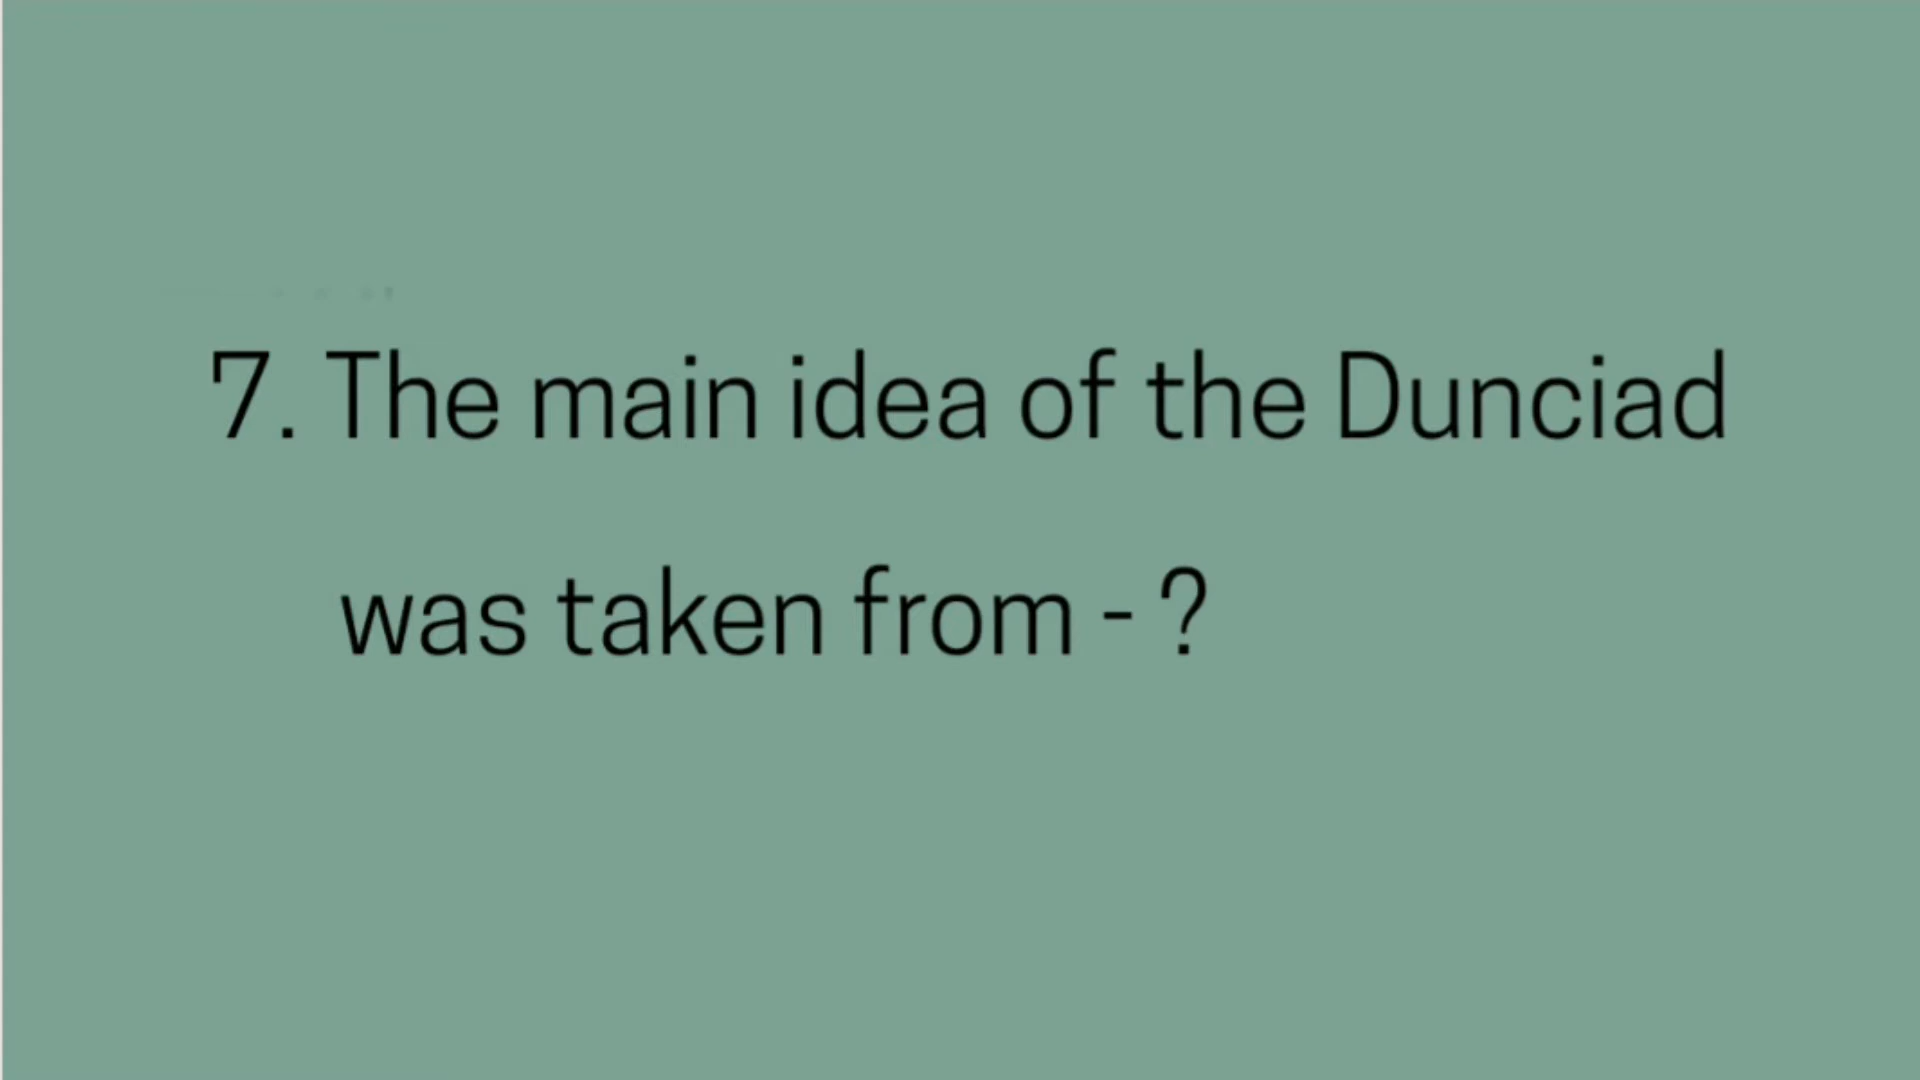 7. The main idea of the Dunciad
was taken from - ?